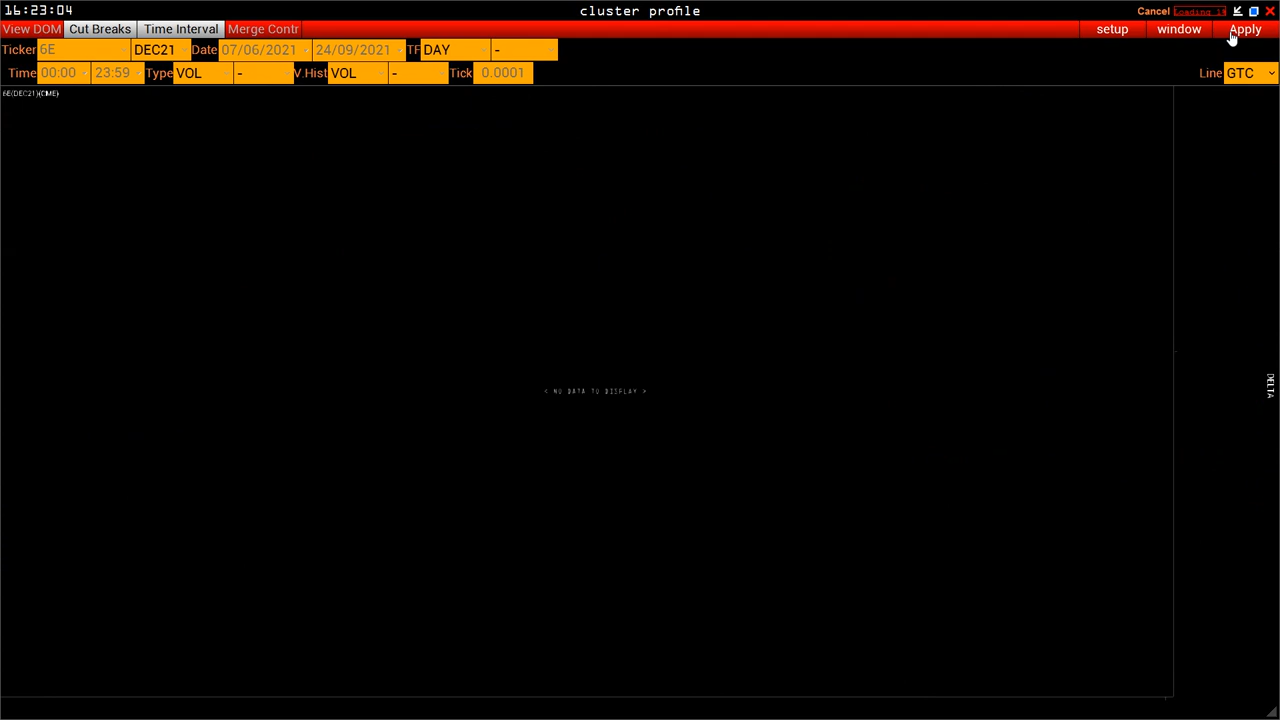 16:23:04 cluster profile Cancel Loading
View DOM Cut Breaks Time Interval Merge Contr setup window Apply
Ticker 6E DEC21 Date 07/06/2021 24/09/2021 TF DAY -
Time 00:00 23:59 Type VOL - V.Hist VOL - Tick 0.0001 Line GTC
6E(DEC21)(CME)
< NO DATA TO DISPLAY >
DELTA